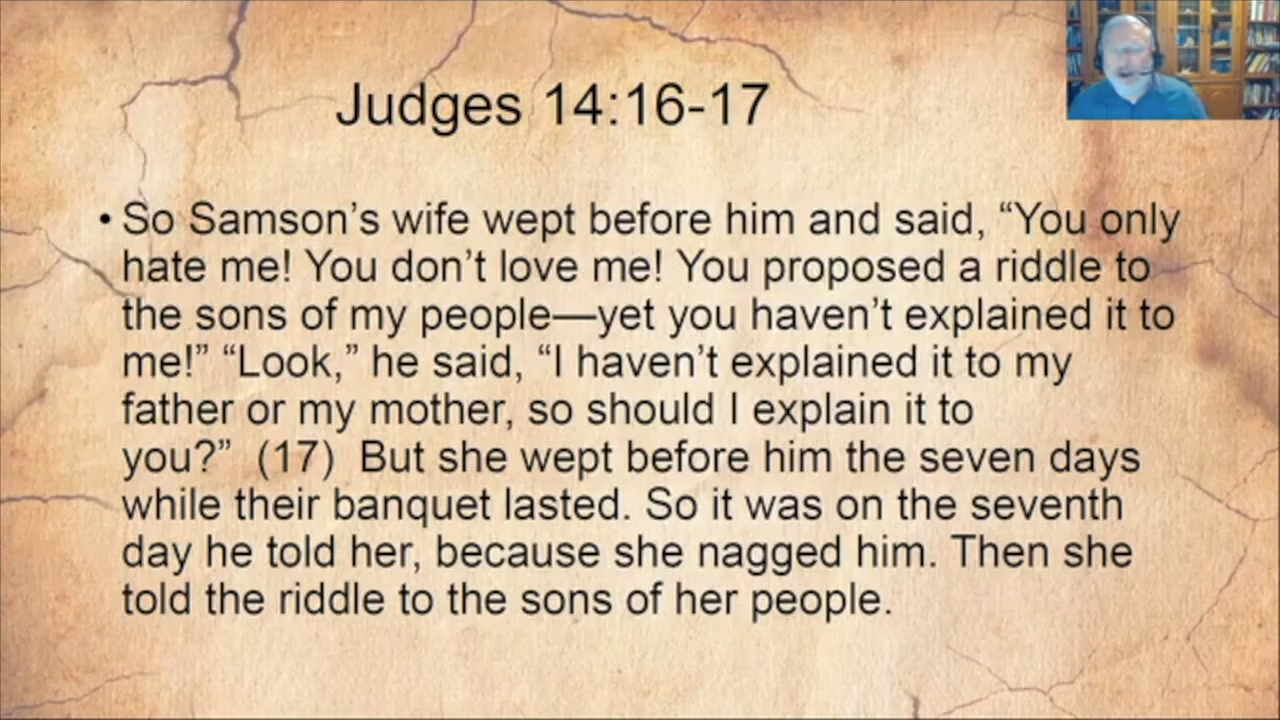 Judges 14:16-17
• So Samson’s wife wept before him and said, “You only
hate me! You don’t love me! You proposed a riddle to
the sons of my people—yet you haven’t explained it to
me!” “Look,” he said, “I haven’t explained it to my
father or my mother, so should I explain it to
you?” (17) But she wept before him the seven days
while their banquet lasted. So it was on the seventh
day he told her, because she nagged him. Then she
told the riddle to the sons of her people.